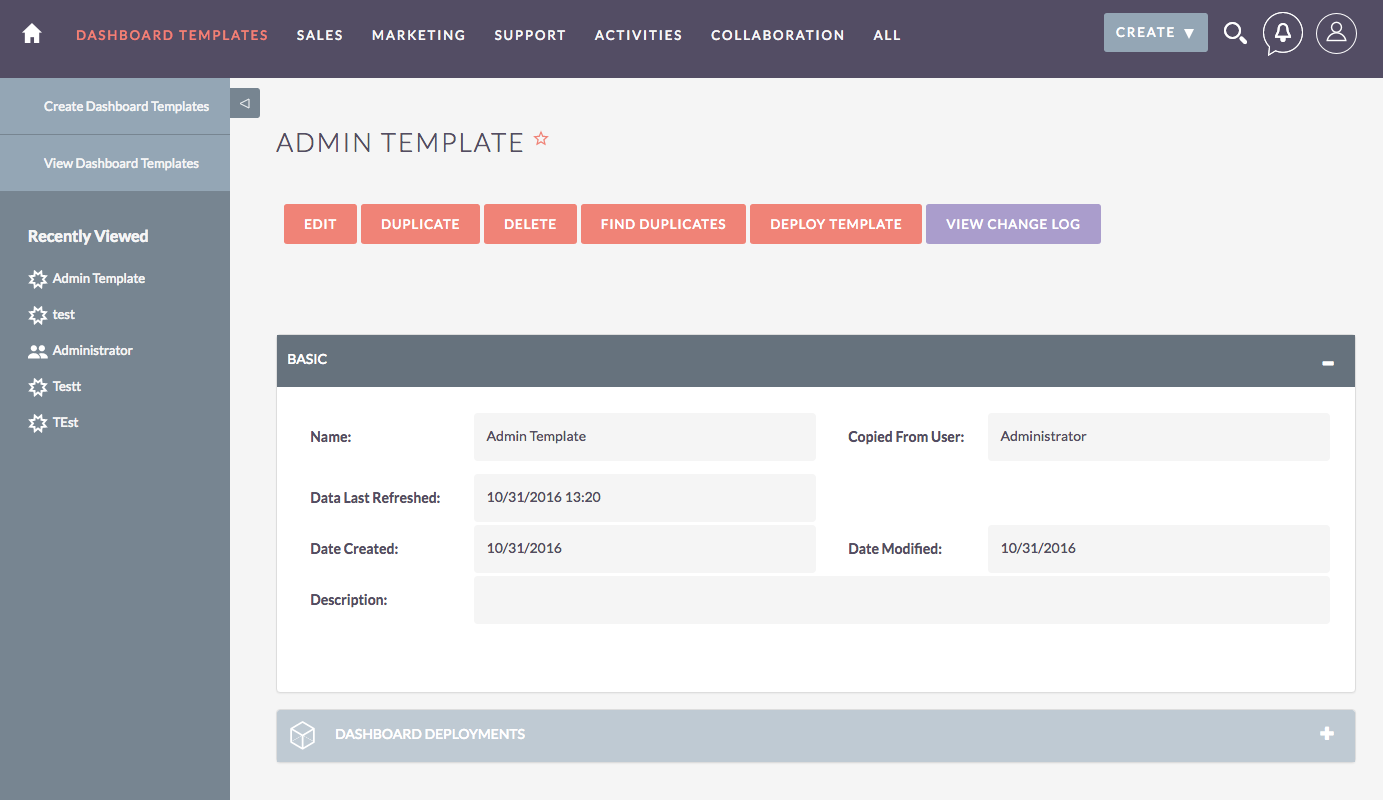 DASHBOARD TEMPLATES SALES MARKETING SUPPORT ACTIVITIES COLLABORATION ALL CREATE
Create Dashboard Templates
View Dashboard Templates
Recently Viewed
Admin Template
test
Administrator
Testt
TEst
ADMIN TEMPLATE
EDIT DUPLICATE DELETE FIND DUPLICATES DEPLOY TEMPLATE VIEW CHANGE LOG
BASIC
Name: Admin Template Copied From User: Administrator
Data Last Refreshed: 10/31/2016 13:20
Date Created: 10/31/2016 Date Modified: 10/31/2016
Description:
DASHBOARD DEPLOYMENTS